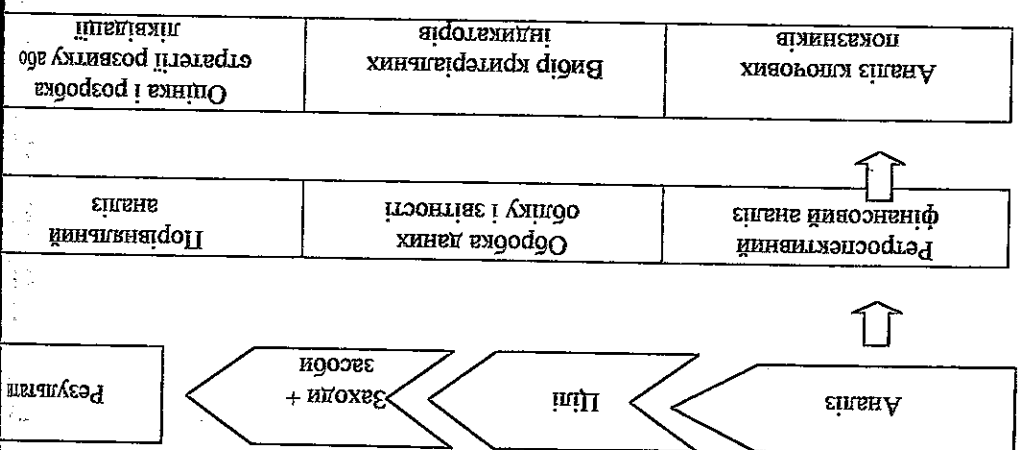 Аналіз
Цілі
Заходи +
засоби
Результати
Ретроспективний
фінансовий аналіз
Обробка даних
обліку і звітності
Порівняльний
аналіз
Аналіз ключових
показників
Вибір критеріальних
індикаторів
Оцінка і розробка
стратегії розвитку або
ліквідації